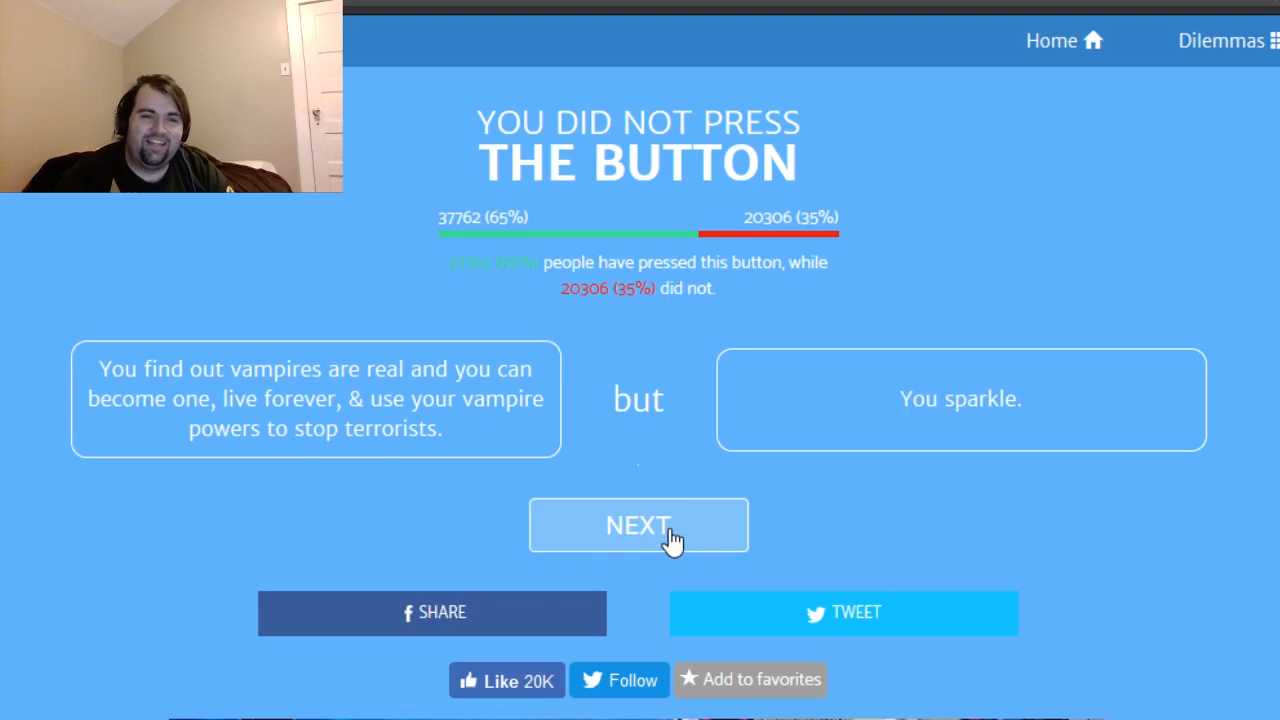 Home
Dilemmas
YOU DID NOT PRESS
THE BUTTON
37762 (65%)
20306 (35%)
37762 (65%) people have pressed this button, while
20306 (35%) did not.
You find out vampires are real and you can
become one, live forever, & use your vampire
powers to stop terrorists.
but
You sparkle.
NEXT
SHARE
TWEET
Like 20K
Follow
Add to favorites